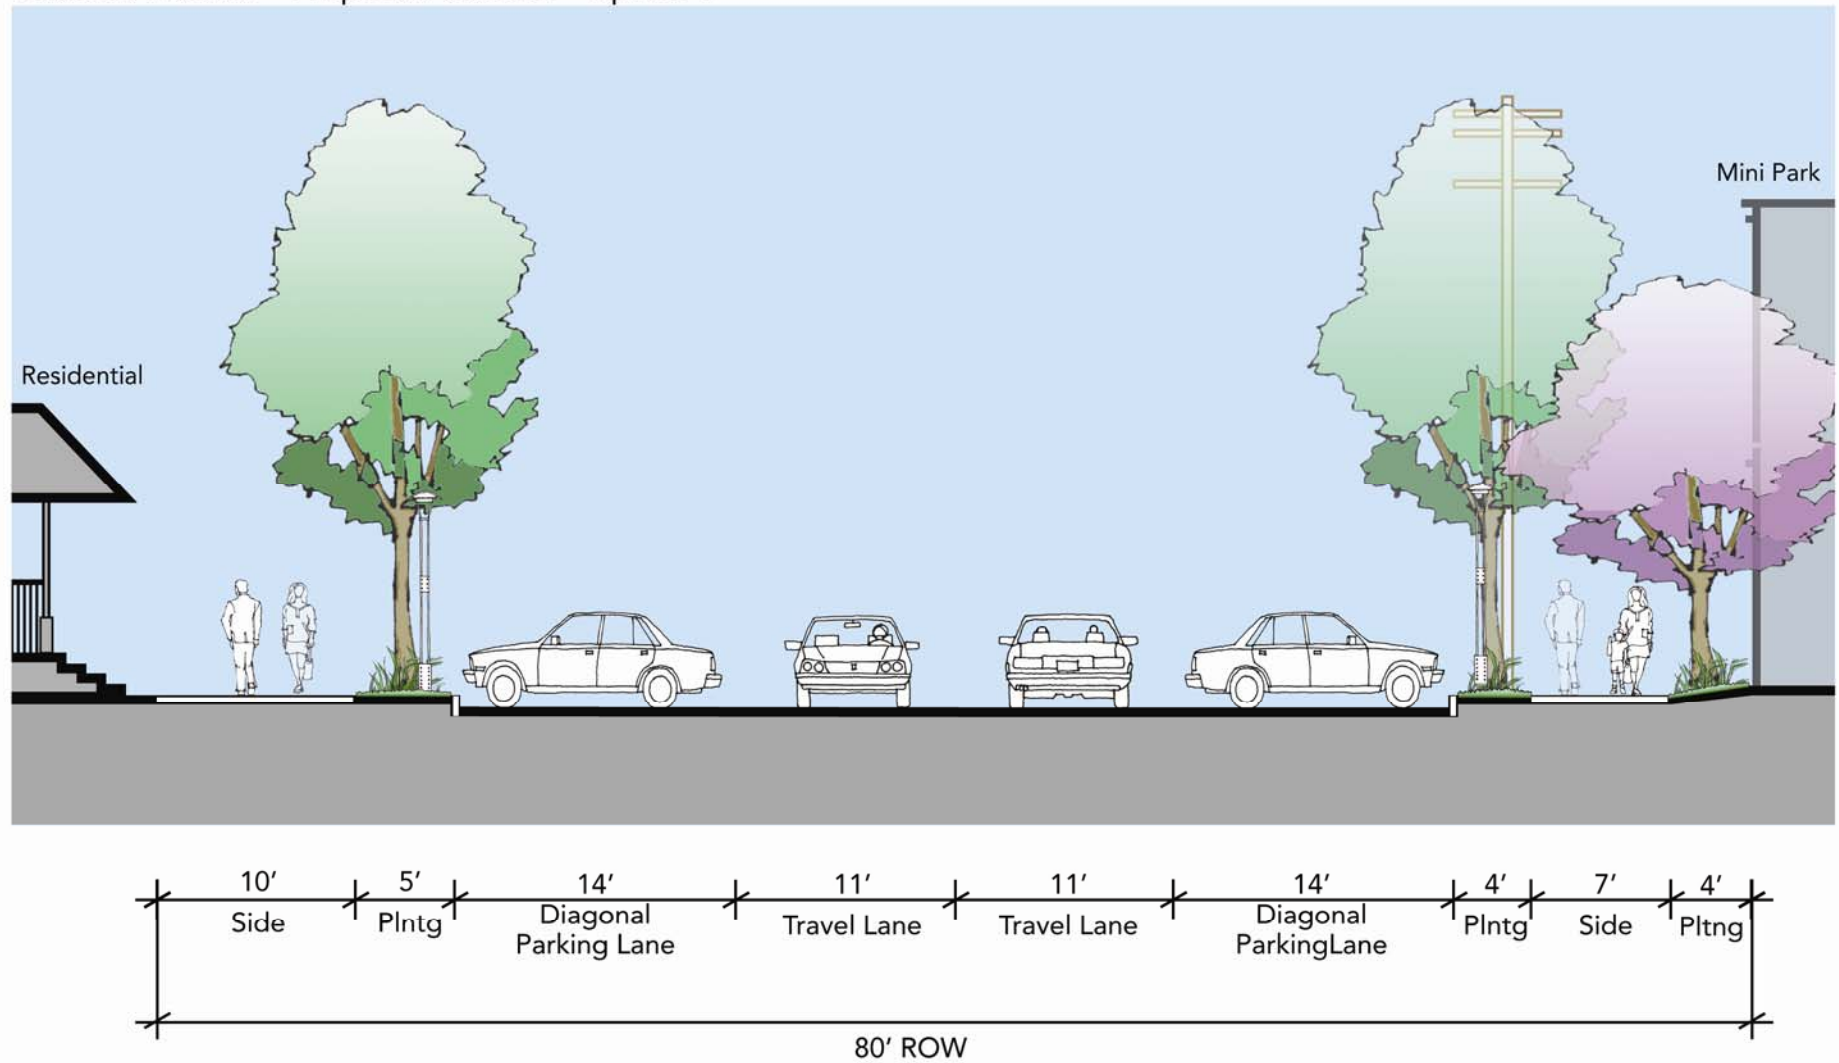 Mini Park
Residential
10’ 5’ 14’ 11’ 11’ 14’ 4’ 7’ 4’
Side Plntg Diagonal Travel Lane Travel Lane Diagonal Plntg Side Pltng
Parking Lane ParkingLane
80’ ROW